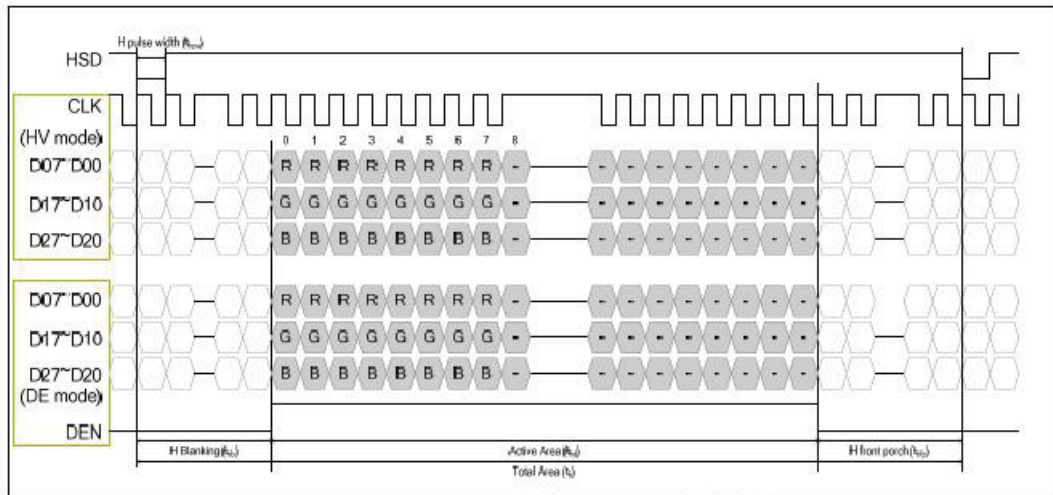 H pulse width
HSD
CLK
(HV mode)
0 1 2 3 4 5 6 7 8
D07~D00 R R R R R R R R - - - - - - - - -
D17~D10 G G G G G G G G - - - - - - - - -
D27~D20 B B B B B B B B - - - - - - - - -
D07~D00 R R R R R R R R - - - - - - - - -
D17~D10 G G G G G G G G - - - - - - - - -
D27~D20 B B B B B B B B - - - - - - - - -
(DE mode)
DEN
H Blanking
Active Area
H front porch
Total Area